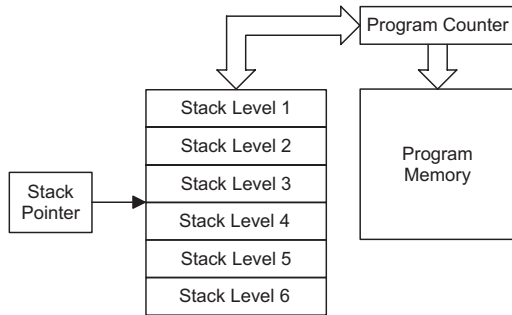 Program Counter
Stack Level 1
Stack Level 2
Stack Level 3
Stack Level 4
Stack Level 5
Stack Level 6
Stack
Pointer
Program
Memory